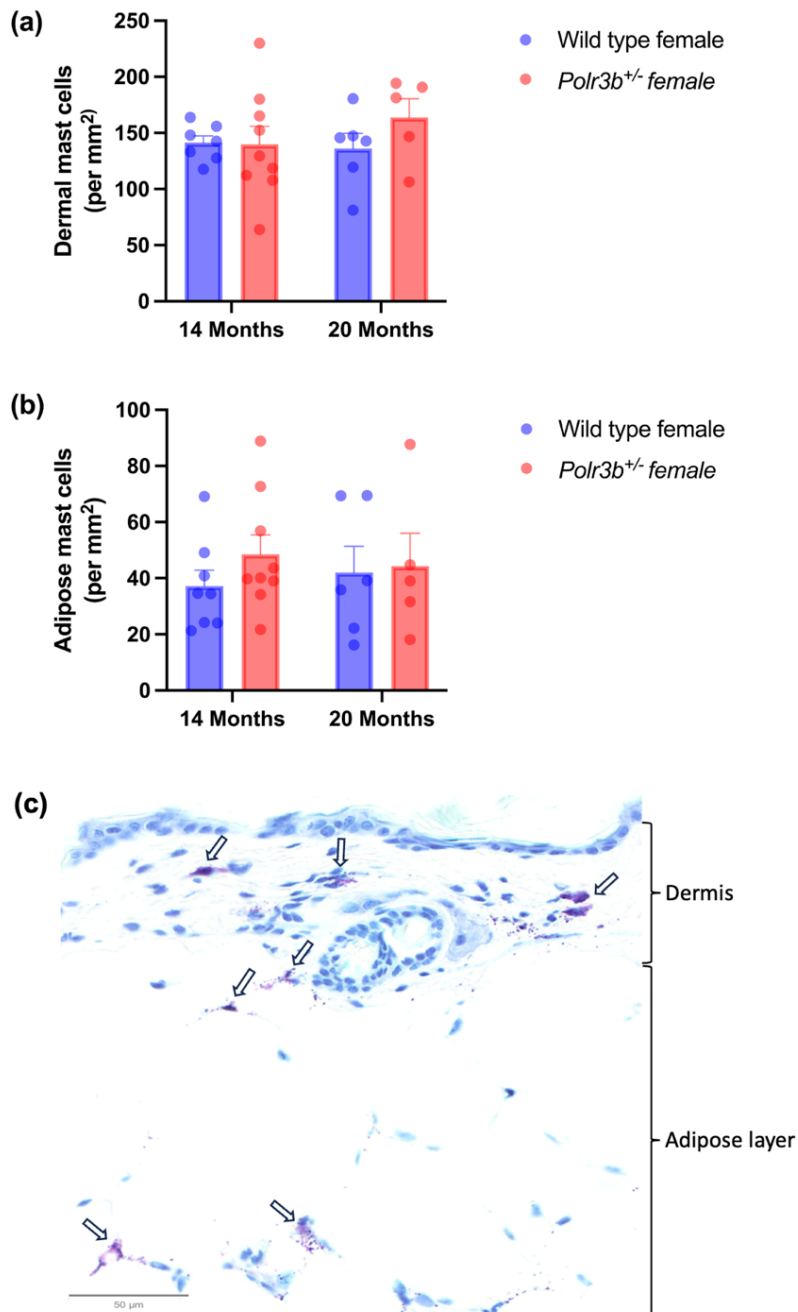 (a)
Dermal mast cells
(per mm²)
250
200
150
100
50
0
14 Months
20 Months
Wild type female
Polr3b+/- female
(b)
Adipose mast cells
(per mm²)
100
80
60
40
20
0
14 Months
20 Months
Wild type female
Polr3b+/- female
(c)
Dermis
Adipose layer
50 µm